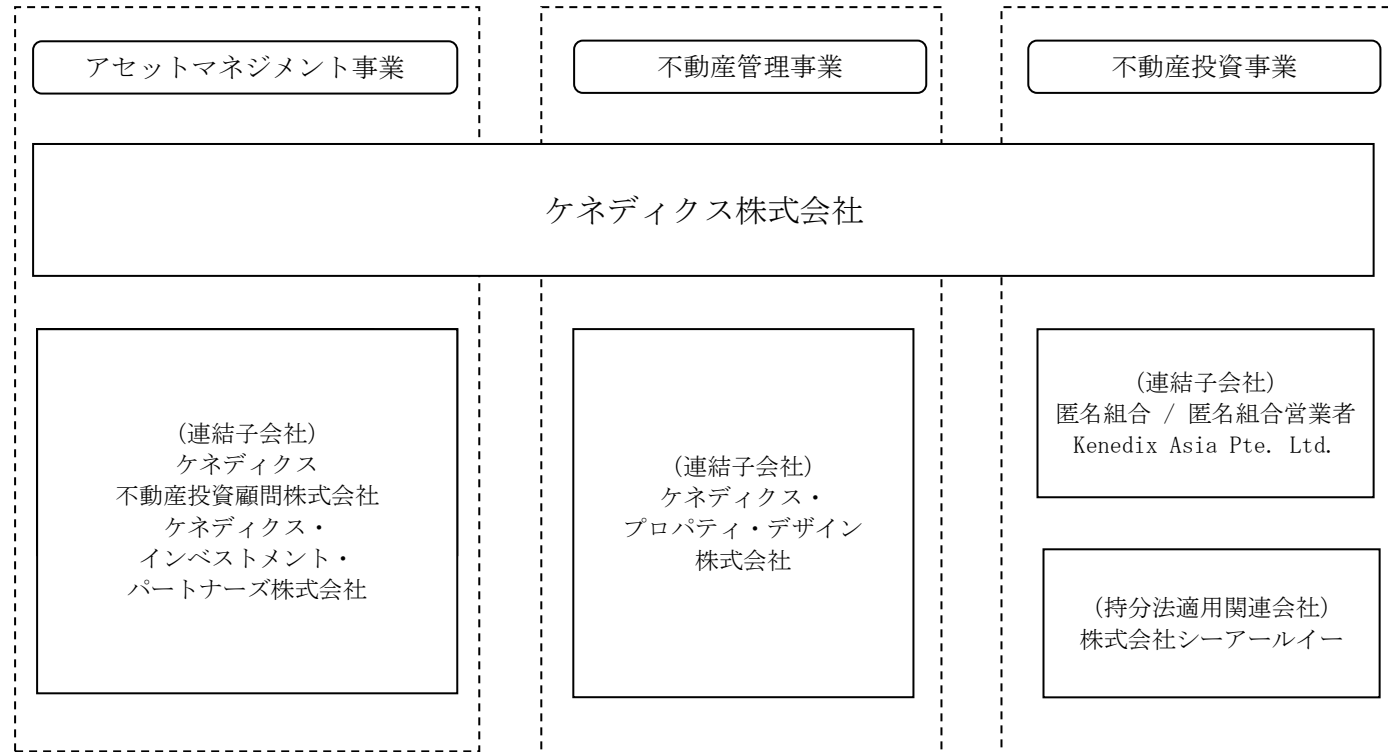 アセットマネジメント事業
不動産管理事業
不動産投資事業
ケネディクス株式会社
(連結子会社)
ケネディクス
不動産投資顧問株式会社
ケネディクス・
インベストメント・
パートナーズ株式会社
(連結子会社)
ケネディクス・
プロパティ・デザイン
株式会社
(連結子会社)
匿名組合 / 匿名組合営業者
Kenedix Asia Pte. Ltd.
(持分法適用関連会社)
株式会社シーアールイー